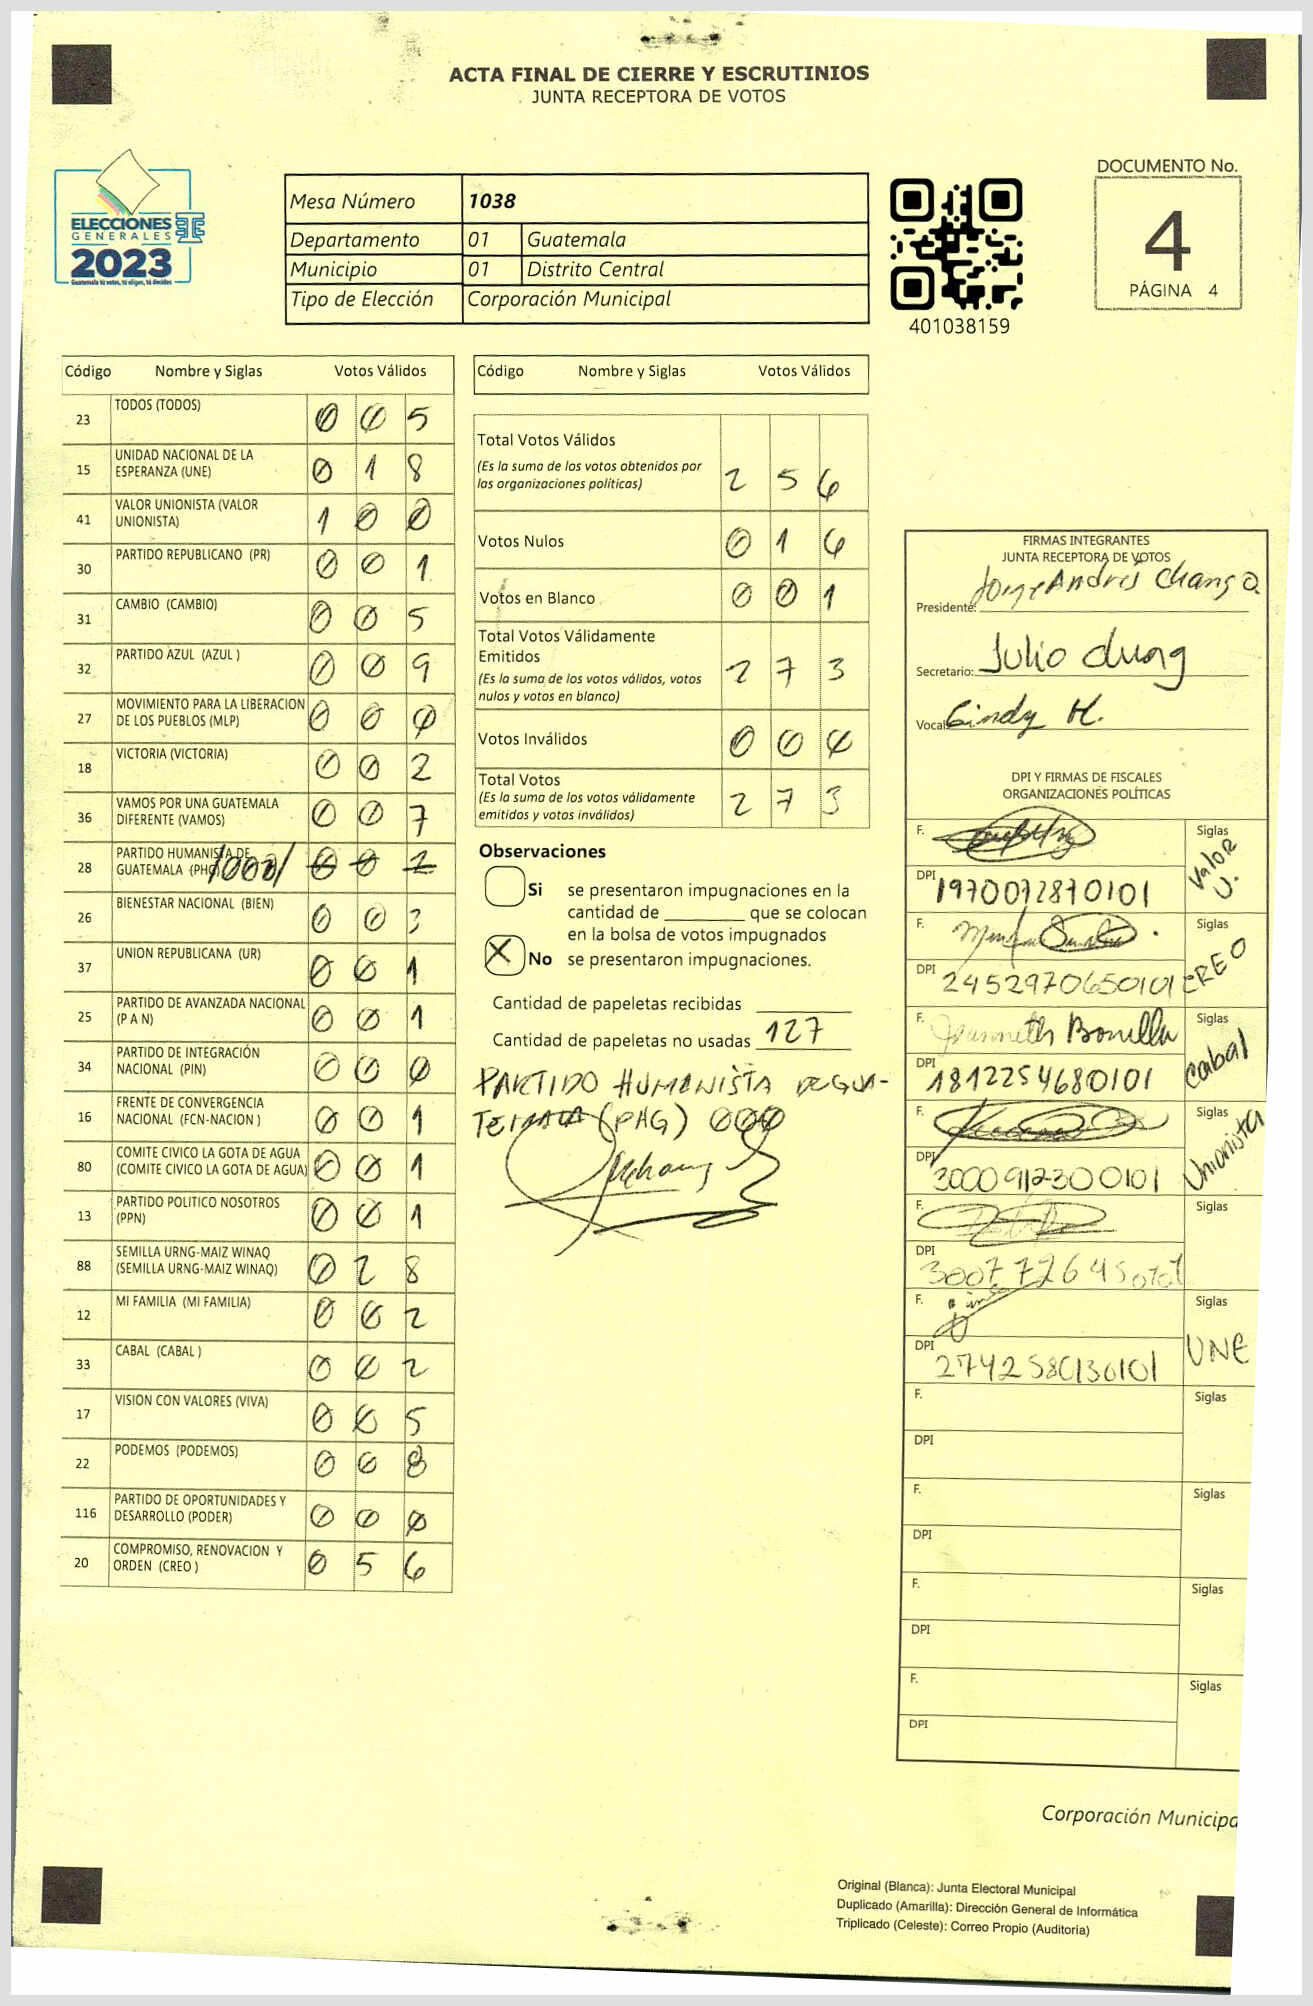 ACTA FINAL DE CIERRE Y ESCRUTINIOS
JUNTA RECEPTORA DE VOTOS
ELECCIONES
GENERALES
2023
Guatemala tú votas, tú eliges, tú decides
TSE
Mesa Número 1038
Departamento 01 Guatemala
Municipio 01 Distrito Central
Tipo de Elección Corporación Municipal
401038159
DOCUMENTO No.
4
PÁGINA 4
Código Nombre y Siglas Votos Válidos
23 TODOS (TODOS) 0 0 5
15 UNIDAD NACIONAL DE LA ESPERANZA (UNE) 0 1 8
41 VALOR UNIONISTA (VALOR UNIONISTA) 1 0 0
30 PARTIDO REPUBLICANO (PR) 0 0 1
31 CAMBIO (CAMBIO) 0 0 5
32 PARTIDO AZUL (AZUL ) 0 0 9
27 MOVIMIENTO PARA LA LIBERACION DE LOS PUEBLOS (MLP) 0 0 0
18 VICTORIA (VICTORIA) 0 0 2
36 VAMOS POR UNA GUATEMALA DIFERENTE (VAMOS) 0 0 7
28 PARTIDO HUMANISTA DE GUATEMALA (PHG) /000/
26 BIENESTAR NACIONAL (BIEN) 0 0 3
37 UNION REPUBLICANA (UR) 0 0 1
25 PARTIDO DE AVANZADA NACIONAL (P A N) 0 0 1
34 PARTIDO DE INTEGRACIÓN NACIONAL (PIN) 0 0 0
16 FRENTE DE CONVERGENCIA NACIONAL (FCN-NACION ) 0 0 1
80 COMITE CIVICO LA GOTA DE AGUA (COMITE CIVICO LA GOTA DE AGUA) 0 0 1
13 PARTIDO POLITICO NOSOTROS (PPN) 0 0 1
88 SEMILLA URNG-MAIZ WINAQ (SEMILLA URNG-MAIZ WINAQ) 0 2 8
12 MI FAMILIA (MI FAMILIA) 0 0 2
33 CABAL (CABAL ) 0 0 2
17 VISION CON VALORES (VIVA) 0 0 5
22 PODEMOS (PODEMOS) 0 0 8
116 PARTIDO DE OPORTUNIDADES Y DESARROLLO (PODER) 0 0 0
20 COMPROMISO, RENOVACION Y ORDEN (CREO ) 0 5 6
Código Nombre y Siglas Votos Válidos
Total Votos Válidos
(Es la suma de los votos obtenidos por
las organizaciones políticas) 2 5 6
Votos Nulos 0 1 6
Votos en Blanco 0 0 1
Total Votos Válidamente
Emitidos
(Es la suma de los votos válidos, votos
nulos y votos en blanco) 2 7 3
Votos Inválidos 0 0 0
Total Votos
(Es la suma de los votos válidamente
emitidos y votos inválidos) 2 7 3
Observaciones
Si se presentaron impugnaciones en la
cantidad de ________ que se colocan
en la bolsa de votos impugnados
X No se presentaron impugnaciones.
Cantidad de papeletas recibidas
Cantidad de papeletas no usadas 127
PARTIDO HUMANISTA DE GUA-
TEMALA (PHG) 000
FIRMAS INTEGRANTES
JUNTA RECEPTORA DE VOTOS
Presidente: Jorge Andrés Chang
Secretario: Julio
Vocal: Cindy H.
DPI Y FIRMAS DE FISCALES
ORGANIZACIONES POLÍTICAS
F. Siglas Valor U.
DPI 1970072870101
F. Siglas CREO
DPI 2452970650101
F. Jeanneth Bonilla Siglas Cabal
DPI 1812254680101
F. Siglas Unionista
DPI 3000912300101
F. Siglas
DPI 3007726450101
F. Siglas UNE
DPI 2742580130101
F. Siglas
DPI
F. Siglas
DPI
F. Siglas
DPI
F. Siglas
DPI
Corporación Municipa
Original (Blanca): Junta Electoral Municipal
Duplicado (Amarilla): Dirección General de Informática
Triplicado (Celeste): Correo Propio (Auditoría)